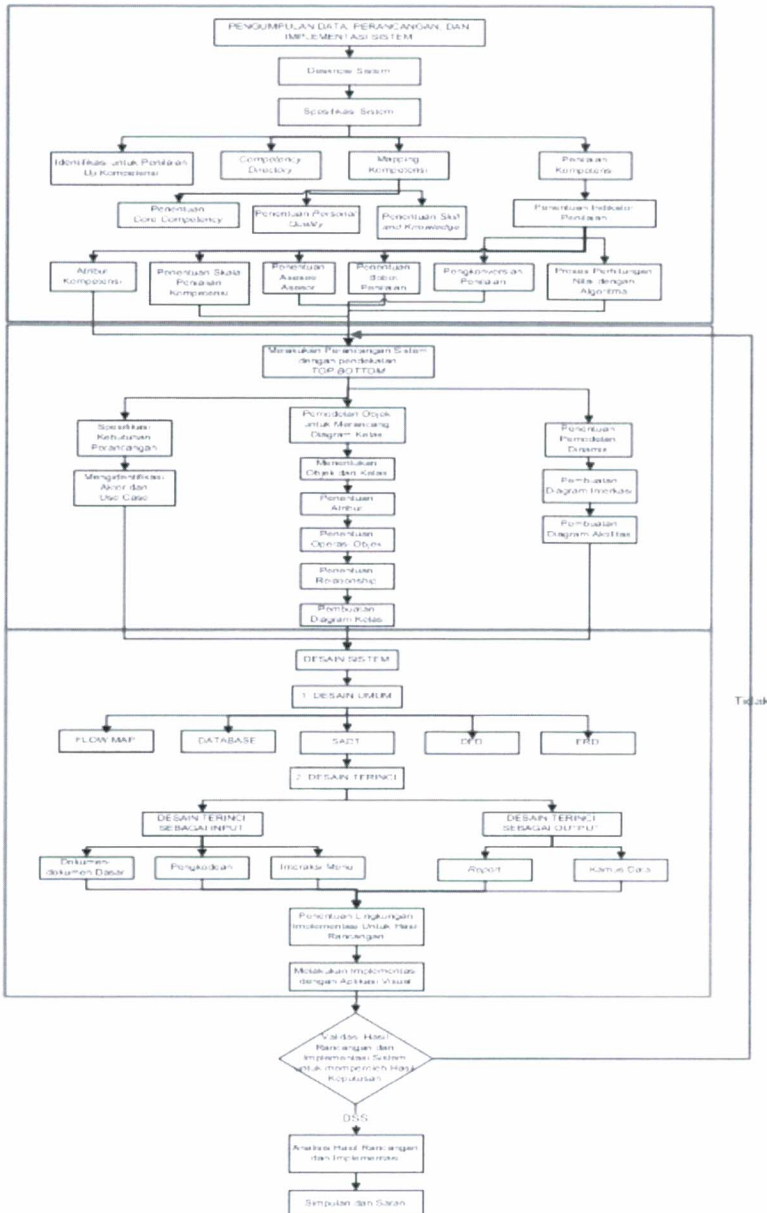 PENGUMPULAN DATA, PERANCANGAN, DAN
IMPLEMENTASI SISTEM
Deskripsi Sistem
Spesifikasi Sistem
Identifikasi untuk Penilaian
Uji Kompetensi
Competency
Directory
Mapping
Kompetensi
Penilaian
Kompetensi
Penentuan
Core Competency
Penentuan Personal
Quality
Penentuan Skill
and Knowledge
Penentuan Indikator
Penilaian
Atribut
Kompetensi
Penentuan Skala
Penilaian
Kompetensi
Penentuan
Asesee
Asesor
Penentuan
Bobot
Penilaian
Pengkonversian
Penilaian
Proses Perhitungan
Nilai dengan
Algoritma
Melakukan Perancangan Sistem
dengan pendekatan
TOP BOTTOM
Spesifikasi
Kebutuhan
Perancangan
Mengidentifikasi
Aktor dan
Use Case
Pemodelan Objek
untuk Merancang
Diagram Kelas
Menentukan
Objek dan Kelas
Penentuan
Atribut
Penentuan
Operasi Objek
Penentuan
Relationship
Pembuatan
Diagram Kelas
Penentuan
Pemodelan
Dinamis
Pembuatan
Diagram Interkasi
Pembuatan
Diagram Aktifitas
DESAIN SISTEM
1. DESAIN UMUM
Tidak
FLOW MAP
DATABASE
SADT
DFD
ERD
2. DESAIN TERINCI
DESAIN TERINCI
SEBAGAI INPUT
DESAIN TERINCI
SEBAGAI OUTPUT
Dokumen-
dokumen Dasar
Pengkodean
Interaksi Menu
Report
Kamus Data
Penentuan Lingkungan
Implementasi Untuk Hasil
Rancangan
Melakukan Implementasi
dengan Aplikasi Visual
Validasi Hasil
Rancangan dan
Implementasi Sistem
untuk memperoleh Hasil
Keputusan
DSS
Analisis Hasil Rancangan
dan Implementasi
Simpulan dan Saran